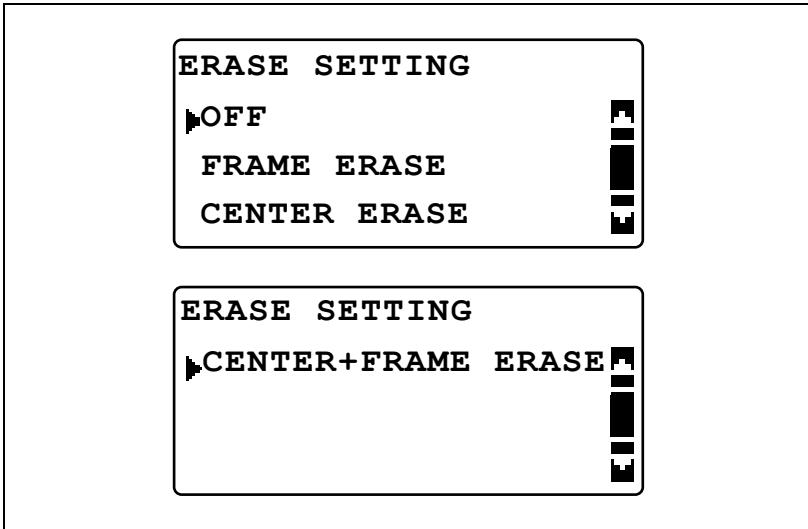 ERASE SETTING
OFF
FRAME ERASE
CENTER ERASE
ERASE SETTING
CENTER+FRAME ERASE